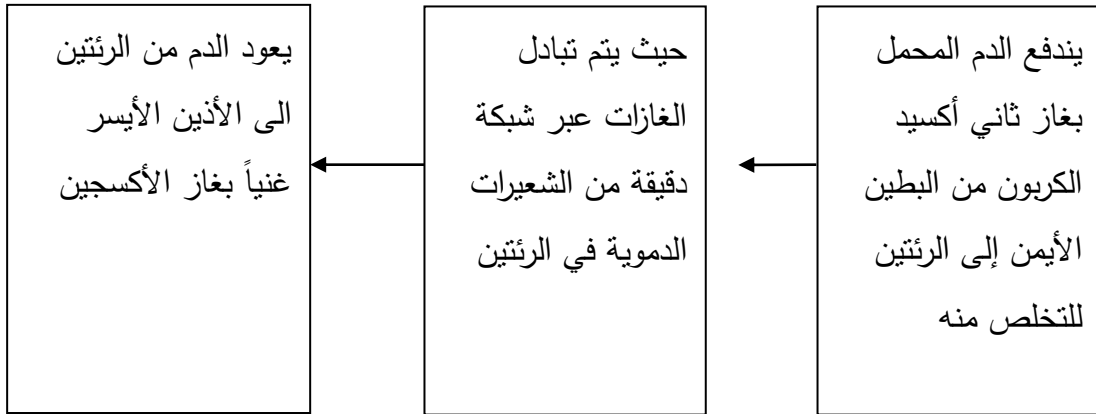 يندفع الدم المحمل
بغاز ثاني أكسيد
الكربون من البطين
الأيمن إلى الرئتين
للتخلص منه
حيث يتم تبادل
الغازات عبر شبكة
دقيقة من الشعيرات
الدموية في الرئتين
يعود الدم من الرئتين
الى الأذين الأيسر
غنياً بغاز الأكسجين